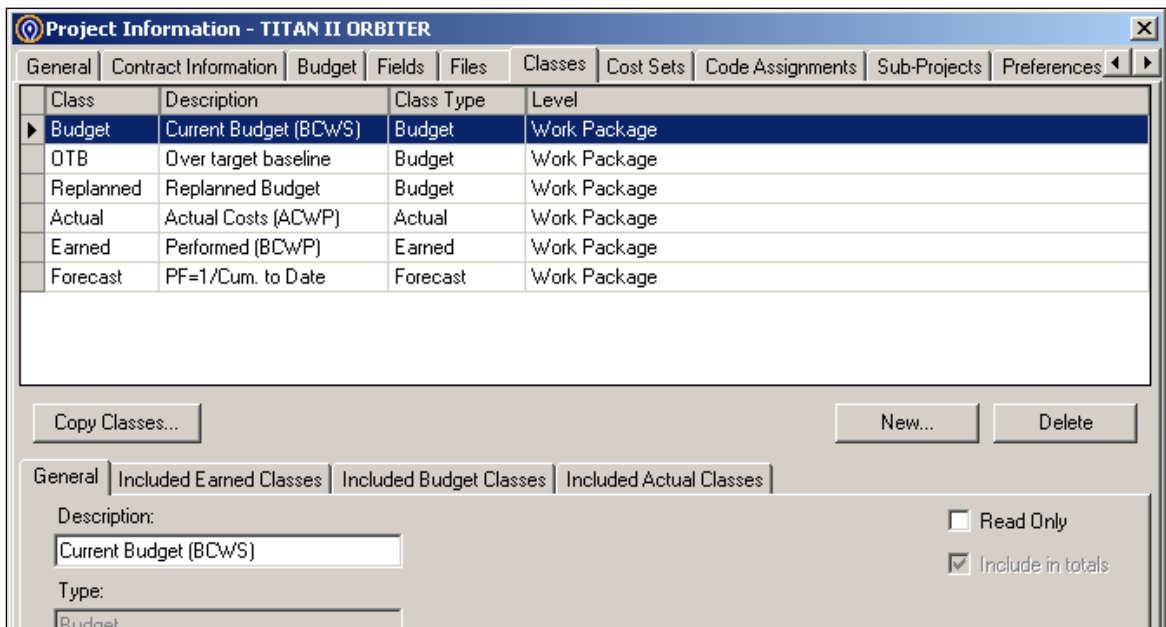 Project Information - TITAN II ORBITER
General Contract Information Budget Fields Files Classes Cost Sets Code Assignments Sub-Projects Preferences
Class Description Class Type Level
Budget Current Budget (BCWS) Budget Work Package
OTB Over target baseline Budget Work Package
Replanned Replanned Budget Budget Work Package
Actual Actual Costs (ACWP) Actual Work Package
Earned Performed (BCWP) Earned Work Package
Forecast PF=1/Cum. to Date Forecast Work Package
Copy Classes... New... Delete
General Included Earned Classes Included Budget Classes Included Actual Classes
Description: Read Only
Current Budget (BCWS) Include in totals
Type:
Budget